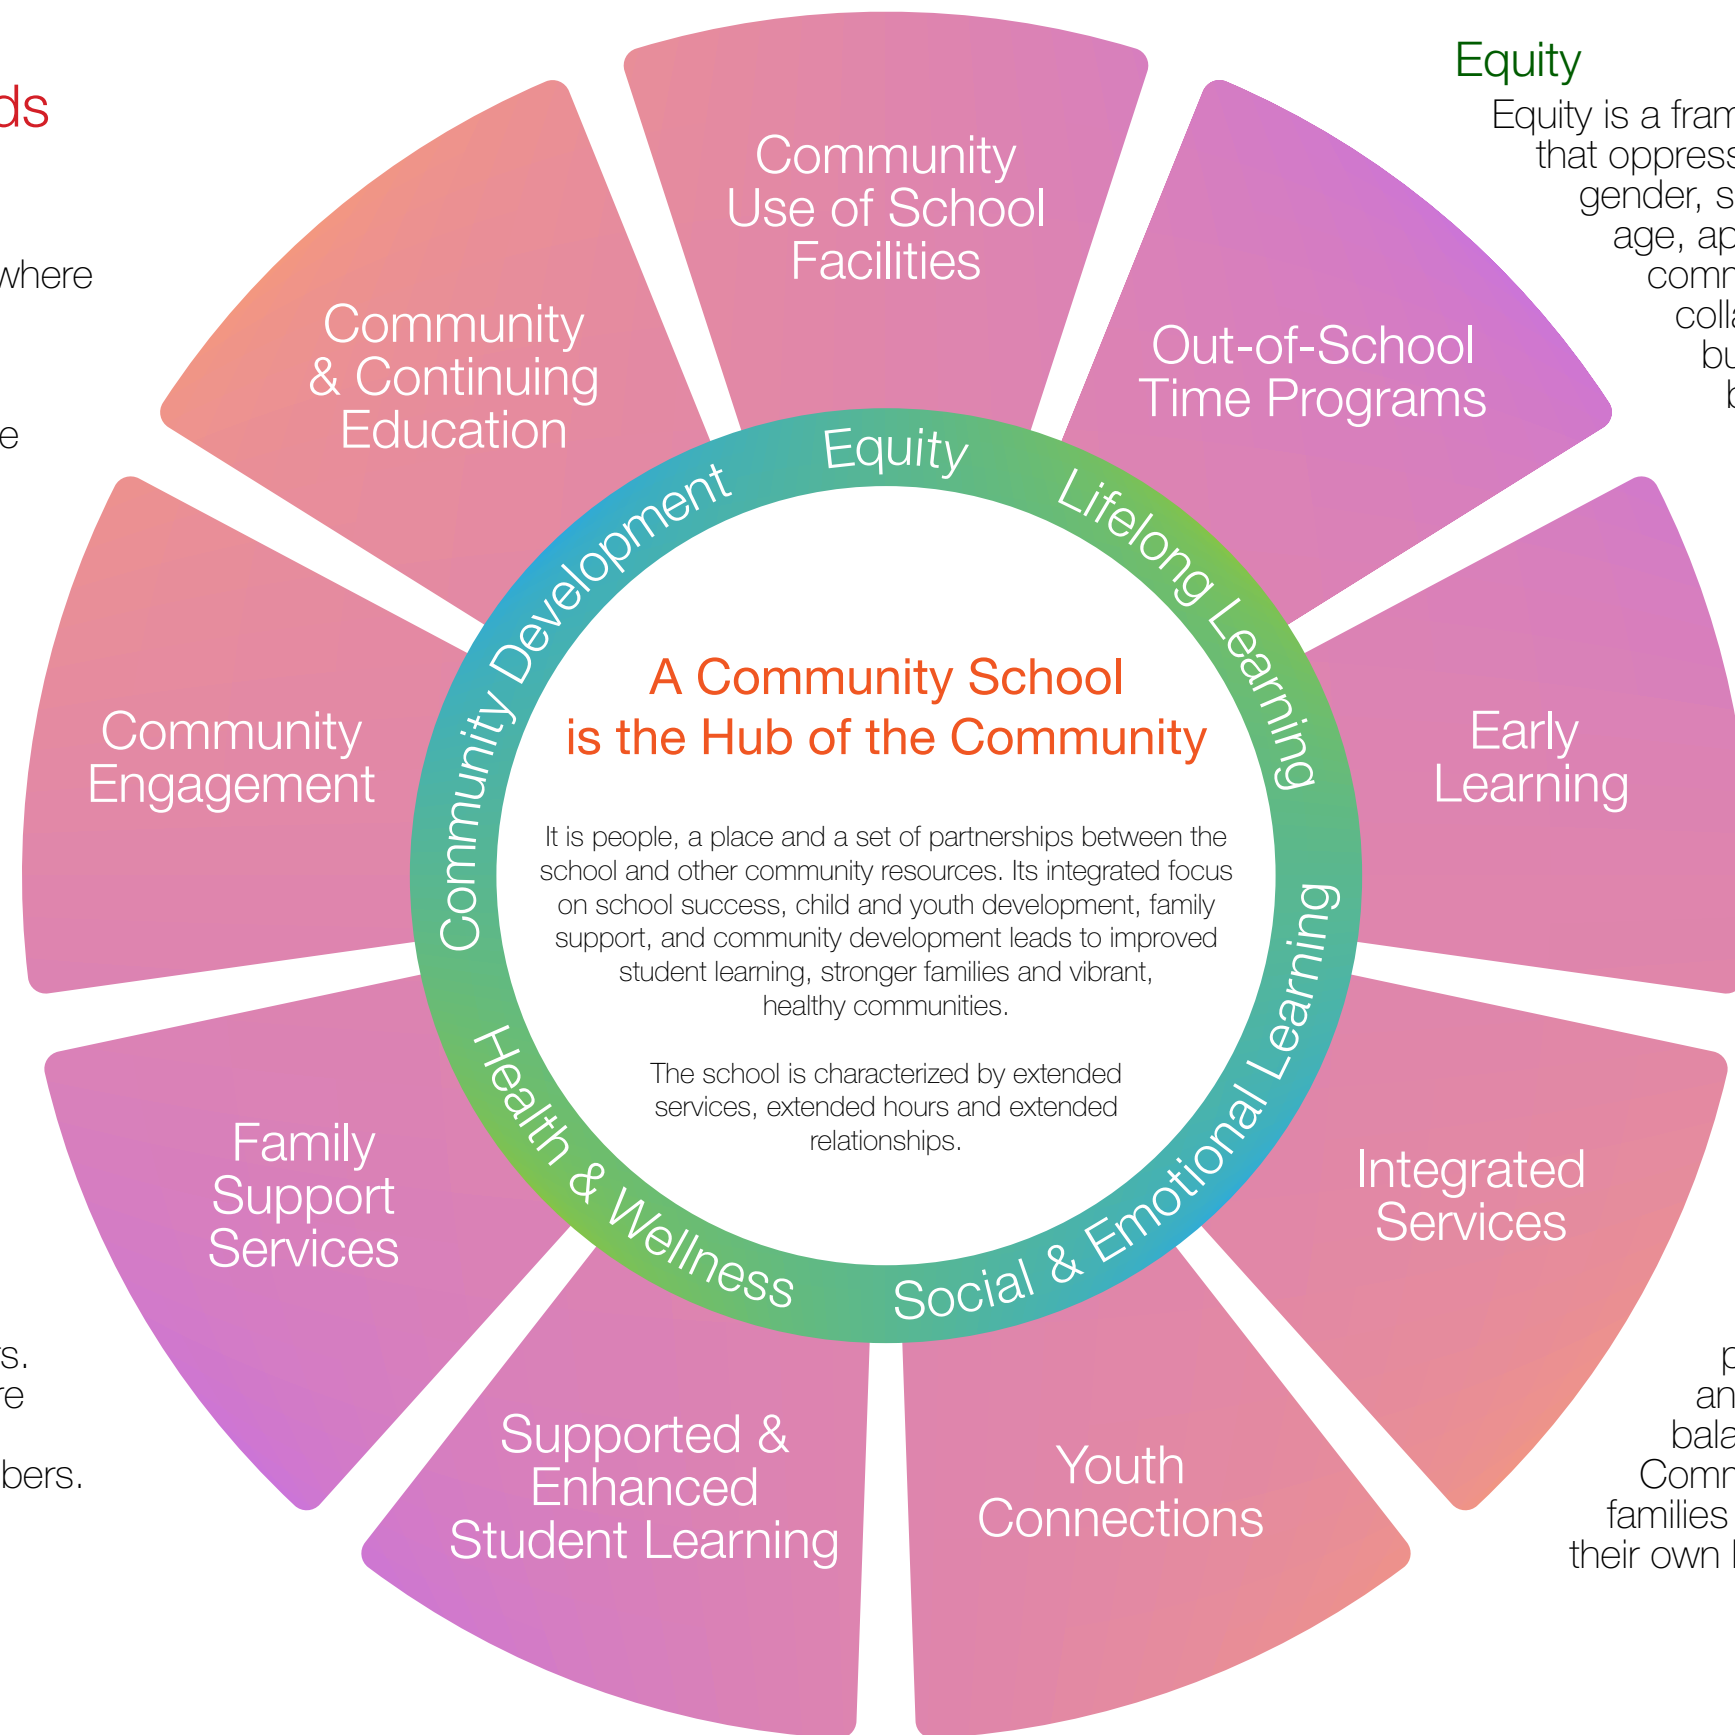 ds
where
e
rs.
re
bers.
Equity
Equity is a fram
that oppress
gender, s
age, ap
comm
colla
bu
b
Community
Use of School
Facilities
Out-of-School
Time Programs
Early
Learning
Integrated
Services
Youth
Connections
Supported &
Enhanced
Student Learning
Family
Support
Services
Community
Engagement
Community
& Continuing
Education
Equity
Lifelong Learning
Social & Emotional Learning
Health & Wellness
Community Development
A Community School
is the Hub of the Community
It is people, a place and a set of partnerships between the
school and other community resources. Its integrated focus
on school success, child and youth development, family
support, and community development leads to improved
student learning, stronger families and vibrant,
healthy communities.
The school is characterized by extended
services, extended hours and extended
relationships.
p
an
bala
Comm
families
their own